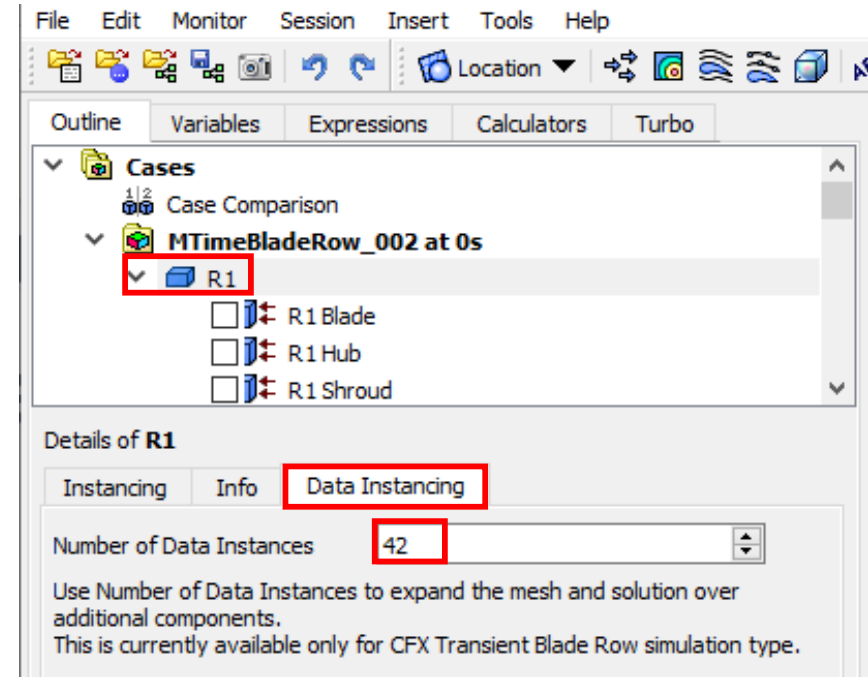 File Edit Monitor Session Insert Tools Help
Location
Outline Variables Expressions Calculators Turbo
Cases
1 2
Case Comparison
MTimeBladeRow_002 at 0s
R1
R1 Blade
R1 Hub
R1 Shroud
Details of R1
Instancing Info Data Instancing
Number of Data Instances 42
Use Number of Data Instances to expand the mesh and solution over
additional components.
This is currently available only for CFX Transient Blade Row simulation type.